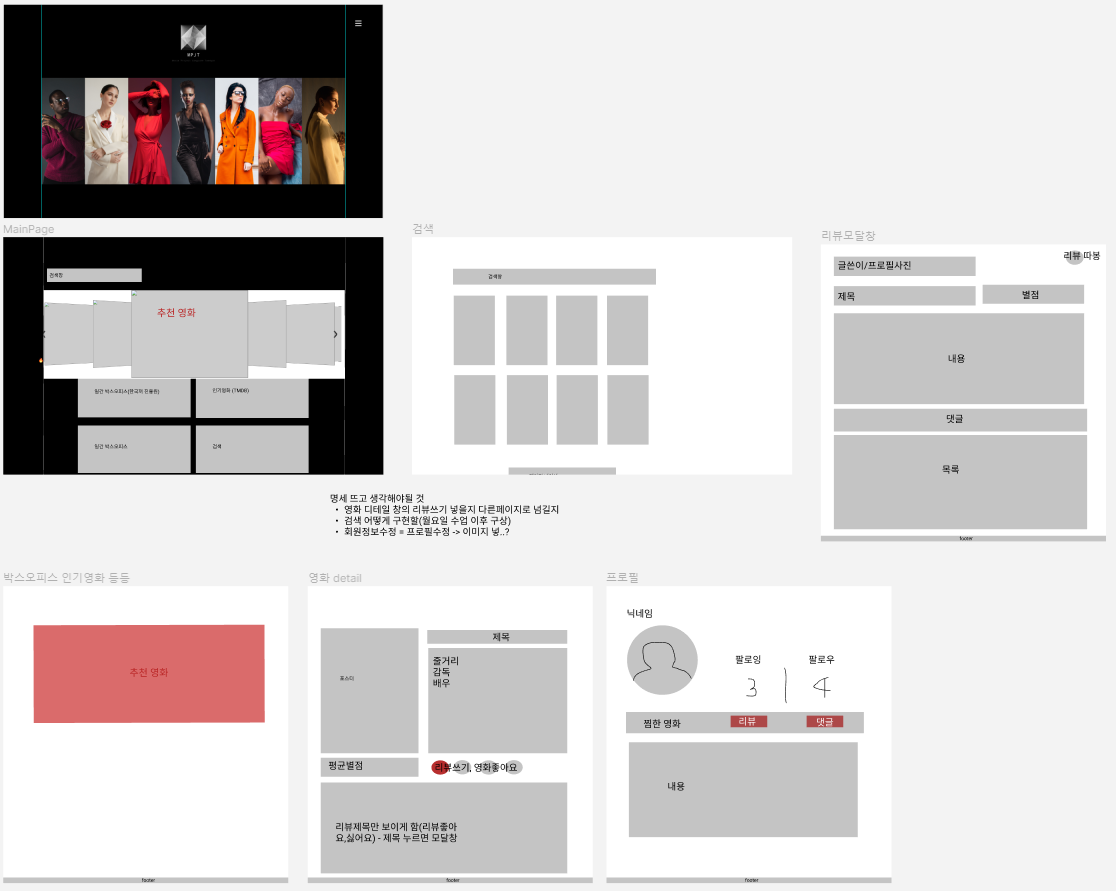 MPJT
MainPage
검색창
추천 영화
일간 박스오피스(한국영 진흥원)
인기영화 (TMDB)
일간 박스오피스
검색
검색
검색창
리뷰모달창
글쓴이/프로필사진
리뷰 따봉
제목
별점
내용
댓글
목록
footer
명세 뜨고 생각해야될 것
• 영화 디테일 창의 리뷰쓰기 넣을지 다른페이지로 넘길지
• 검색 어떻게 구현할(월요일 수업 이후 구상)
• 회원정보수정 = 프로필수정 -> 이미지 넣..?
박스오피스 인기영화 등등
추천 영화
footer
영화 detail
포스터
제목
줄거리
감독
배우
평균별점
리뷰쓰기, 영화좋아요
리뷰제목만 보이게 함(리뷰좋아
요,싫어요) - 제목 누르면 모달창
footer
프로필
닉네임
팔로잉
팔로우
3 | 4
찜한 영화
리뷰
댓글
내용
footer